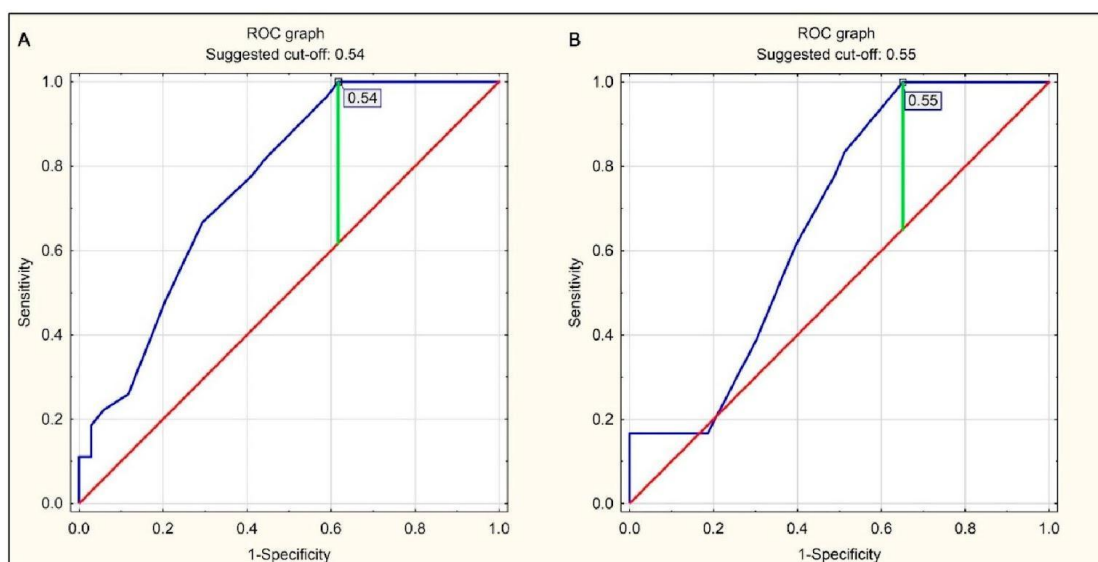 A
ROC graph
Suggested cut-off: 0.54
1.0
0.8
0.6
0.4
0.2
0.0
Sensitivity
0.54
0.0 0.2 0.4 0.6 0.8 1.0
1-Specificity
B
ROC graph
Suggested cut-off: 0.55
1.0
0.8
0.6
0.4
0.2
0.0
Sensitivity
0.55
0.0 0.2 0.4 0.6 0.8 1.0
1-Specificity